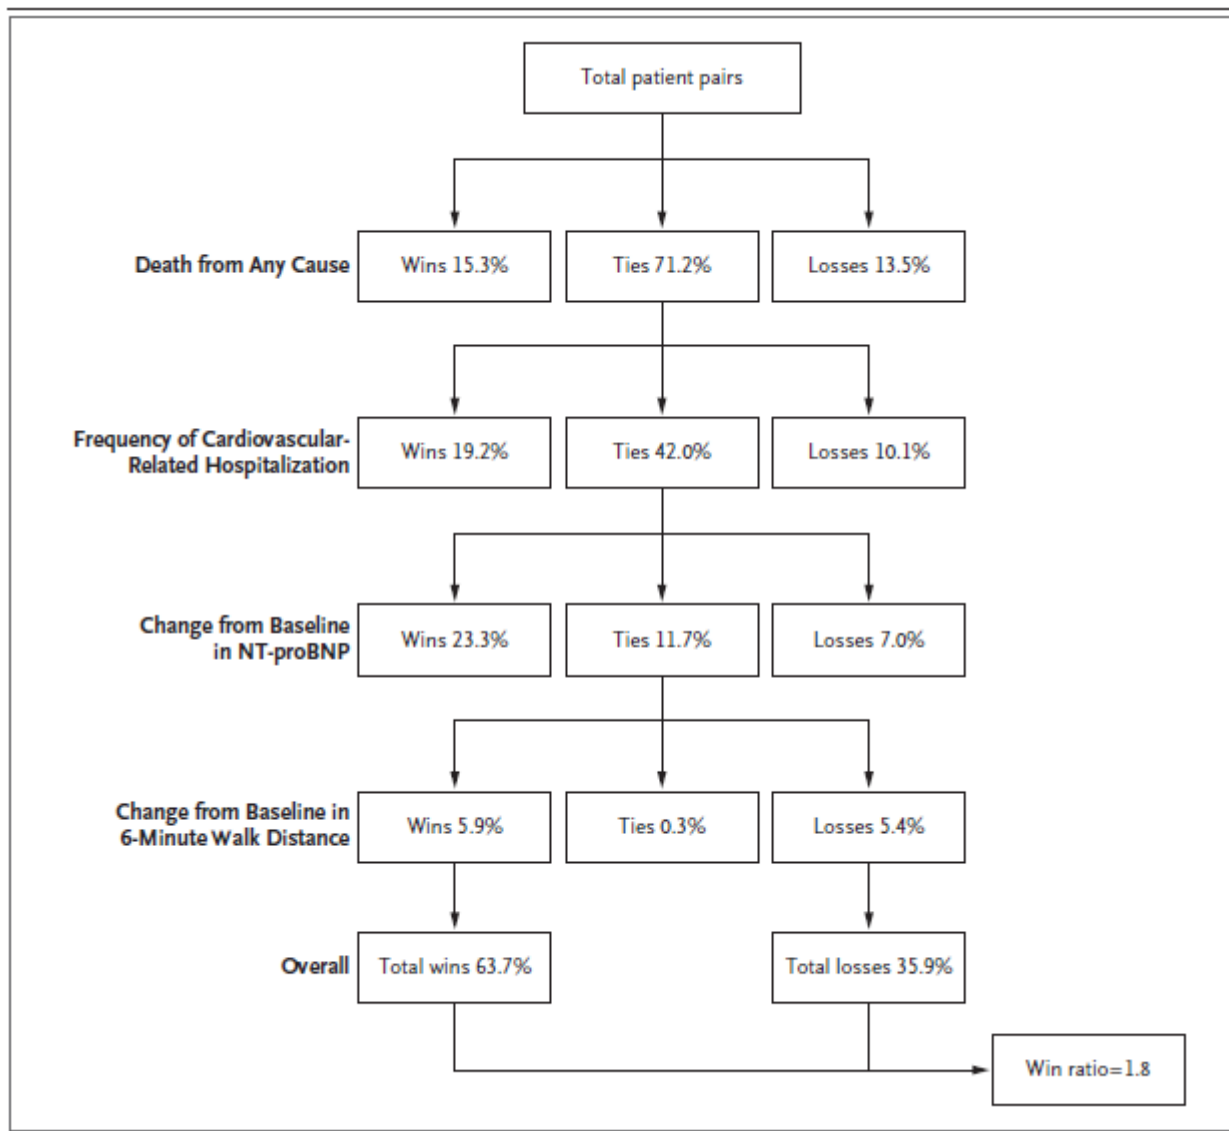 Total patient pairs
Death from Any Cause
Wins 15.3%
Ties 71.2%
Losses 13.5%
Frequency of Cardiovascular-
Related Hospitalization
Wins 19.2%
Ties 42.0%
Losses 10.1%
Change from Baseline
in NT-proBNP
Wins 23.3%
Ties 11.7%
Losses 7.0%
Change from Baseline in
6-Minute Walk Distance
Wins 5.9%
Ties 0.3%
Losses 5.4%
Overall
Total wins 63.7%
Total losses 35.9%
Win ratio=1.8